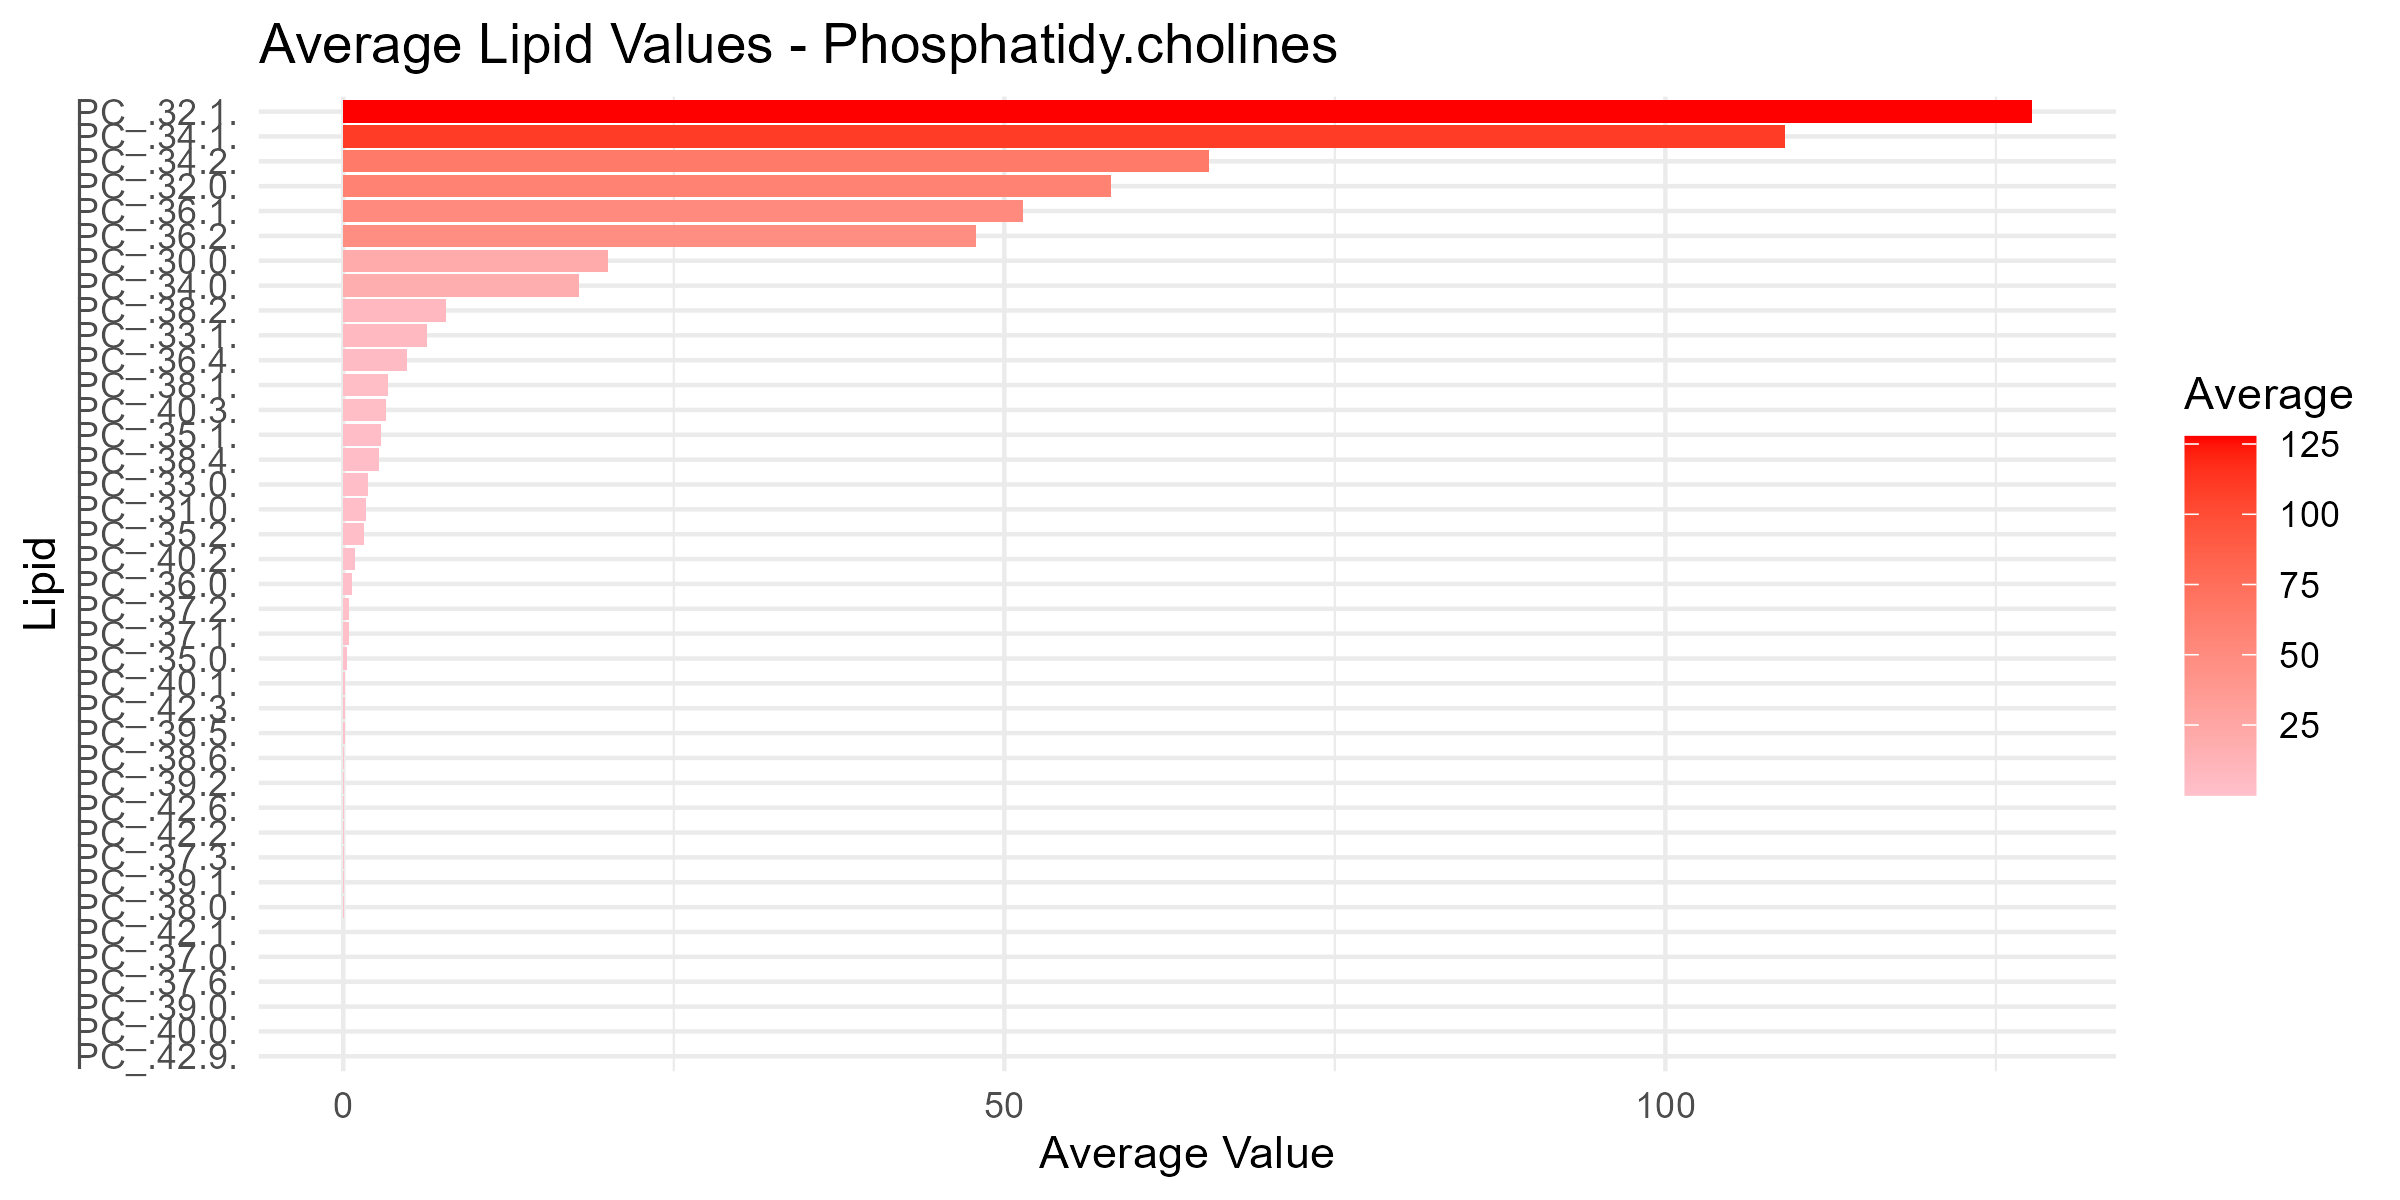 Average Lipid Values - Phosphatidy.cholines
PC_.32.1.
PC_.34.1.
PC_.34.2.
PC_.32.0.
PC_.36.1.
PC_.36.2.
PC_.30.0.
PC_.34.0.
PC_.38.2.
PC_.33.1.
PC_.36.4.
PC_.38.1.
PC_.40.3.
PC_.35.1.
PC_.38.4.
PC_.33.0.
PC_.31.0.
PC_.35.2.
PC_.40.2.
PC_.36.0.
PC_.37.2.
PC_.37.1.
PC_.35.0.
PC_.40.1.
PC_.42.3.
PC_.39.5.
PC_.38.6.
PC_.39.2.
PC_.42.6.
PC_.42.2.
PC_.37.3.
PC_.39.1.
PC_.38.0.
PC_.42.1.
PC_.37.0.
PC_.37.6.
PC_.39.0.
PC_.40.0.
PC_.42.9.
Lipid
0 50 100
Average Value
Average
125
100
75
50
25